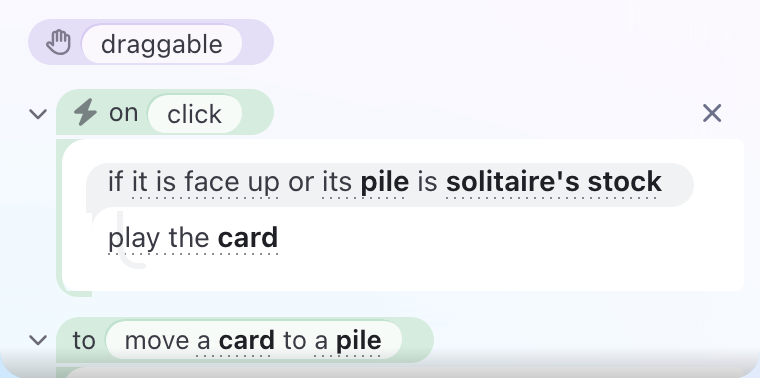 draggable
on click
if it is face up or its pile is solitaire's stock
play the card
to move a card to a pile